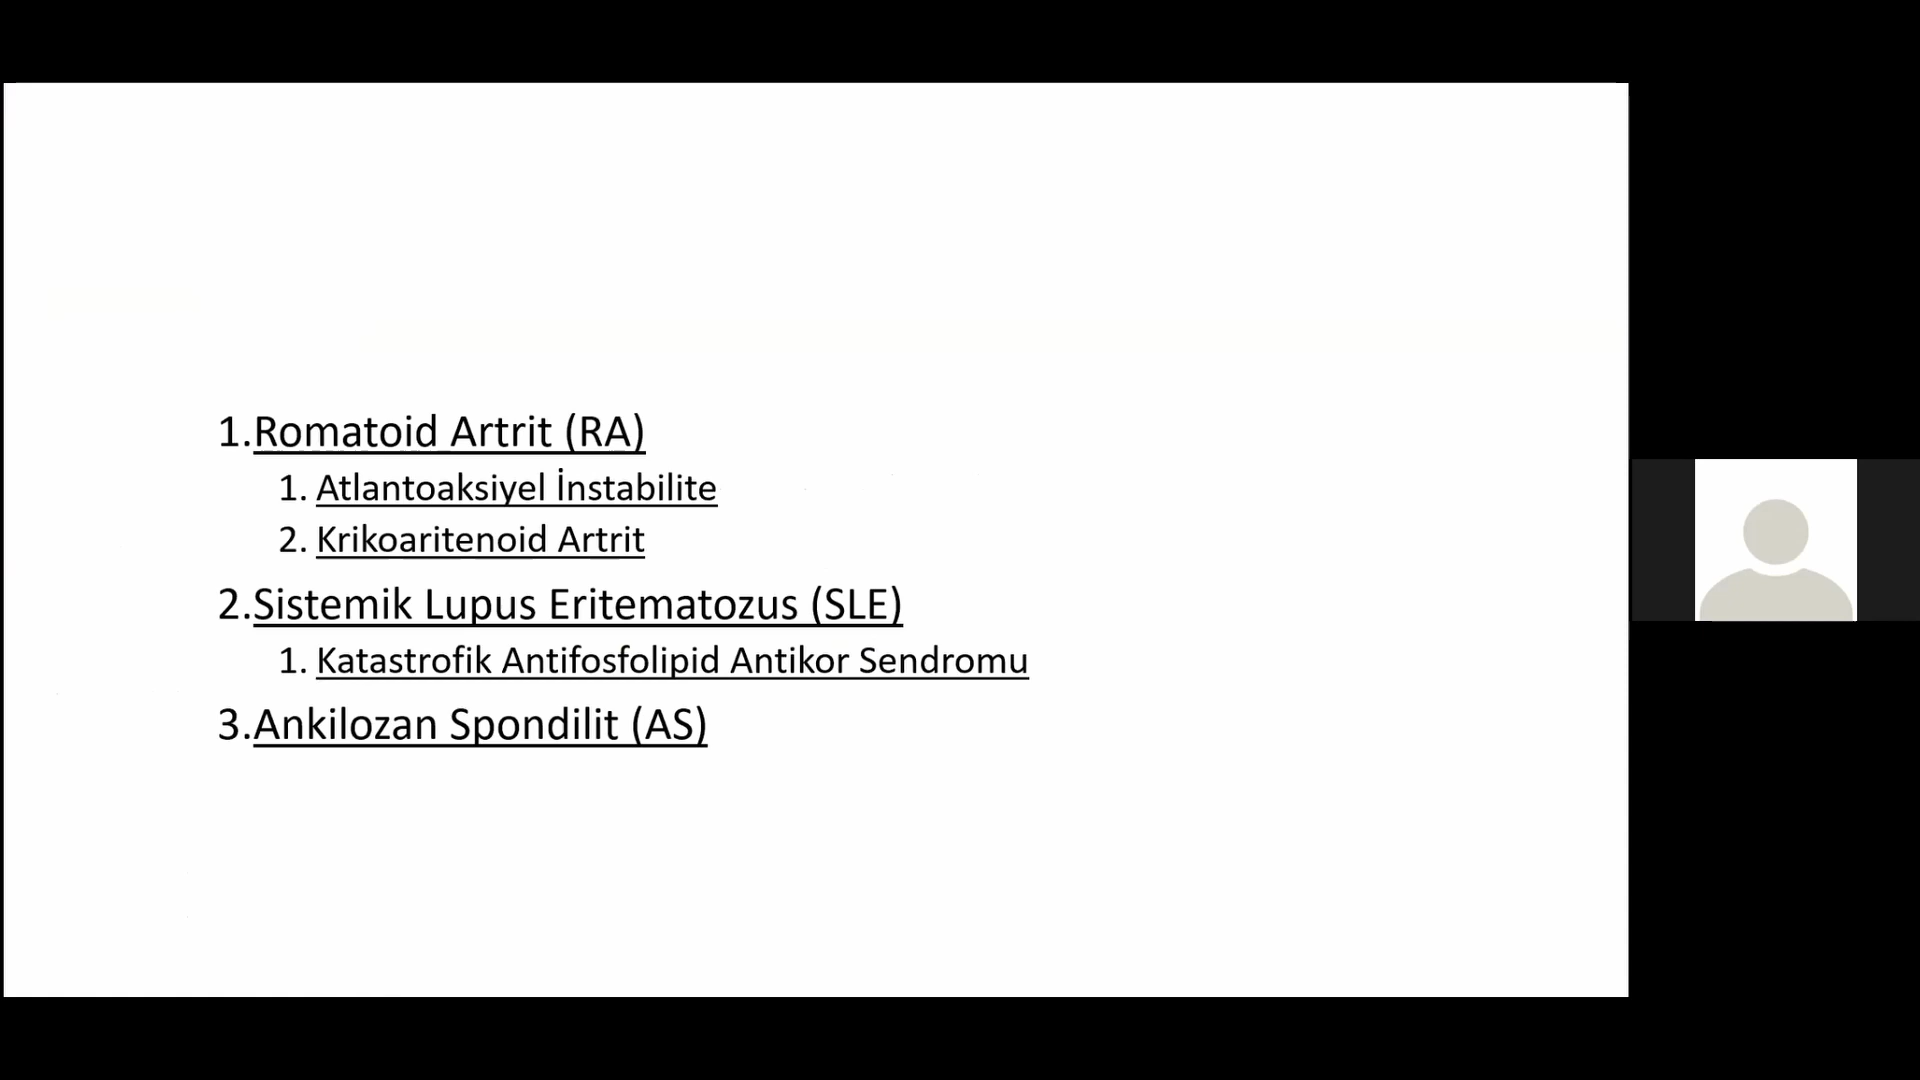 1.Romatoid Artrit (RA)
1. Atlantoaksiyel İnstabilite
2. Krikoaritenoid Artrit
2.Sistemik Lupus Eritematozus (SLE)
1. Katastrofik Antifosfolipid Antikor Sendromu
3.Ankilozan Spondilit (AS)